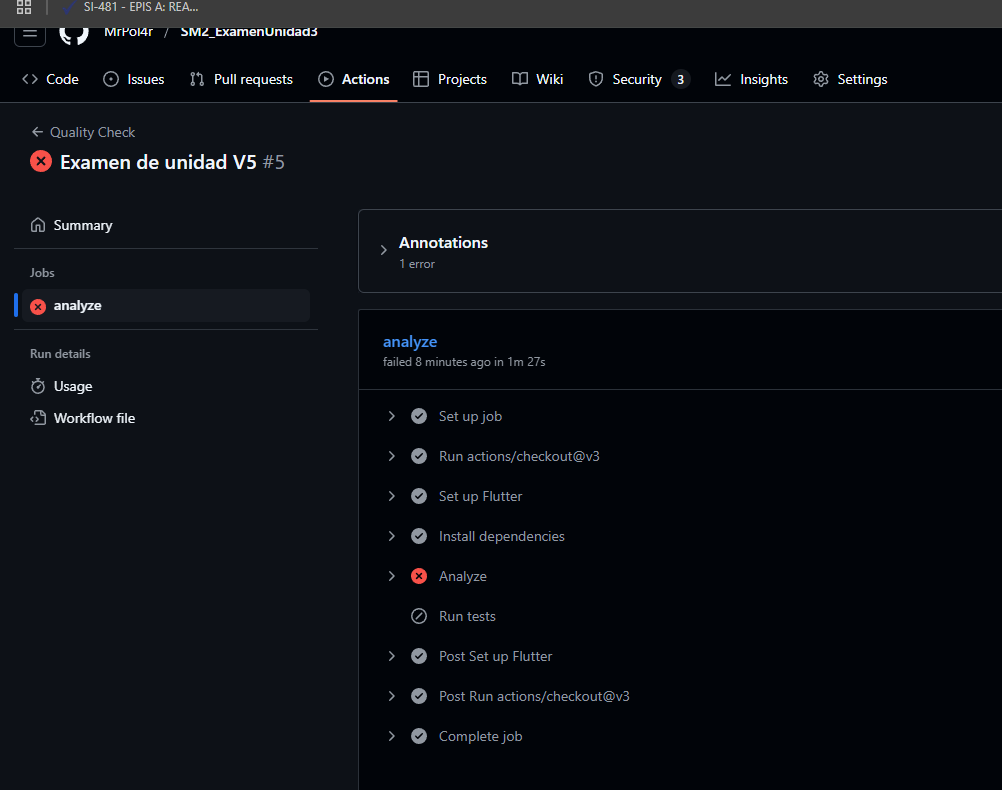 SI-481 - EPIS A: REA...
MrPol4r / SM2_ExamenUnidad3
Code Issues Pull requests Actions Projects Wiki Security 3 Insights Settings
Quality Check
Examen de unidad V5 #5
Summary
Jobs
analyze
Run details
Usage
Workflow file
Annotations
1 error
analyze
failed 8 minutes ago in 1m 27s
Set up job
Run actions/checkout@v3
Set up Flutter
Install dependencies
Analyze
Run tests
Post Set up Flutter
Post Run actions/checkout@v3
Complete job